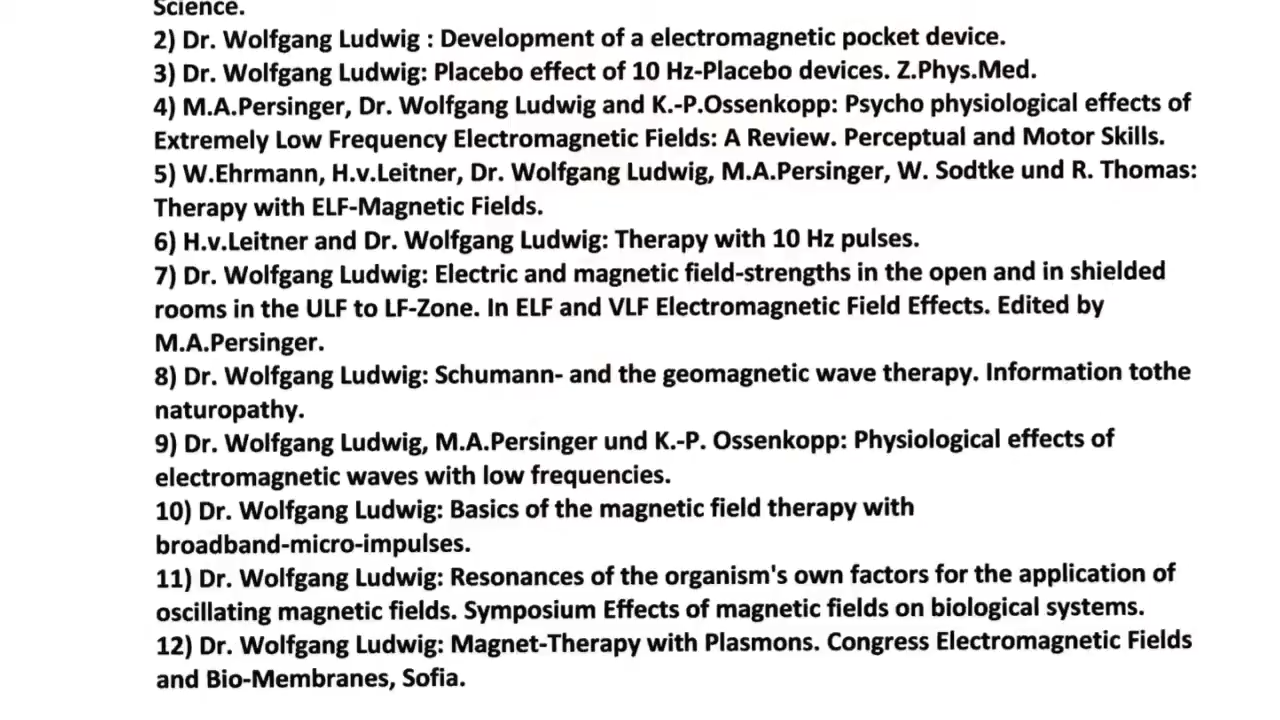 Science.
2) Dr. Wolfgang Ludwig : Development of a electromagnetic pocket device.
3) Dr. Wolfgang Ludwig: Placebo effect of 10 Hz-Placebo devices. Z.Phys.Med.
4) M.A.Persinger, Dr. Wolfgang Ludwig and K.-P.Ossenkopp: Psycho physiological effects of
Extremely Low Frequency Electromagnetic Fields: A Review. Perceptual and Motor Skills.
5) W.Ehrmann, H.v.Leitner, Dr. Wolfgang Ludwig, M.A.Persinger, W. Sodtke und R. Thomas:
Therapy with ELF-Magnetic Fields.
6) H.v.Leitner and Dr. Wolfgang Ludwig: Therapy with 10 Hz pulses.
7) Dr. Wolfgang Ludwig: Electric and magnetic field-strengths in the open and in shielded
rooms in the ULF to LF-Zone. In ELF and VLF Electromagnetic Field Effects. Edited by
M.A.Persinger.
8) Dr. Wolfgang Ludwig: Schumann- and the geomagnetic wave therapy. Information tothe
naturopathy.
9) Dr. Wolfgang Ludwig, M.A.Persinger und K.-P. Ossenkopp: Physiological effects of
electromagnetic waves with low frequencies.
10) Dr. Wolfgang Ludwig: Basics of the magnetic field therapy with
broadband-micro-impulses.
11) Dr. Wolfgang Ludwig: Resonances of the organism's own factors for the application of
oscillating magnetic fields. Symposium Effects of magnetic fields on biological systems.
12) Dr. Wolfgang Ludwig: Magnet-Therapy with Plasmons. Congress Electromagnetic Fields
and Bio-Membranes, Sofia.